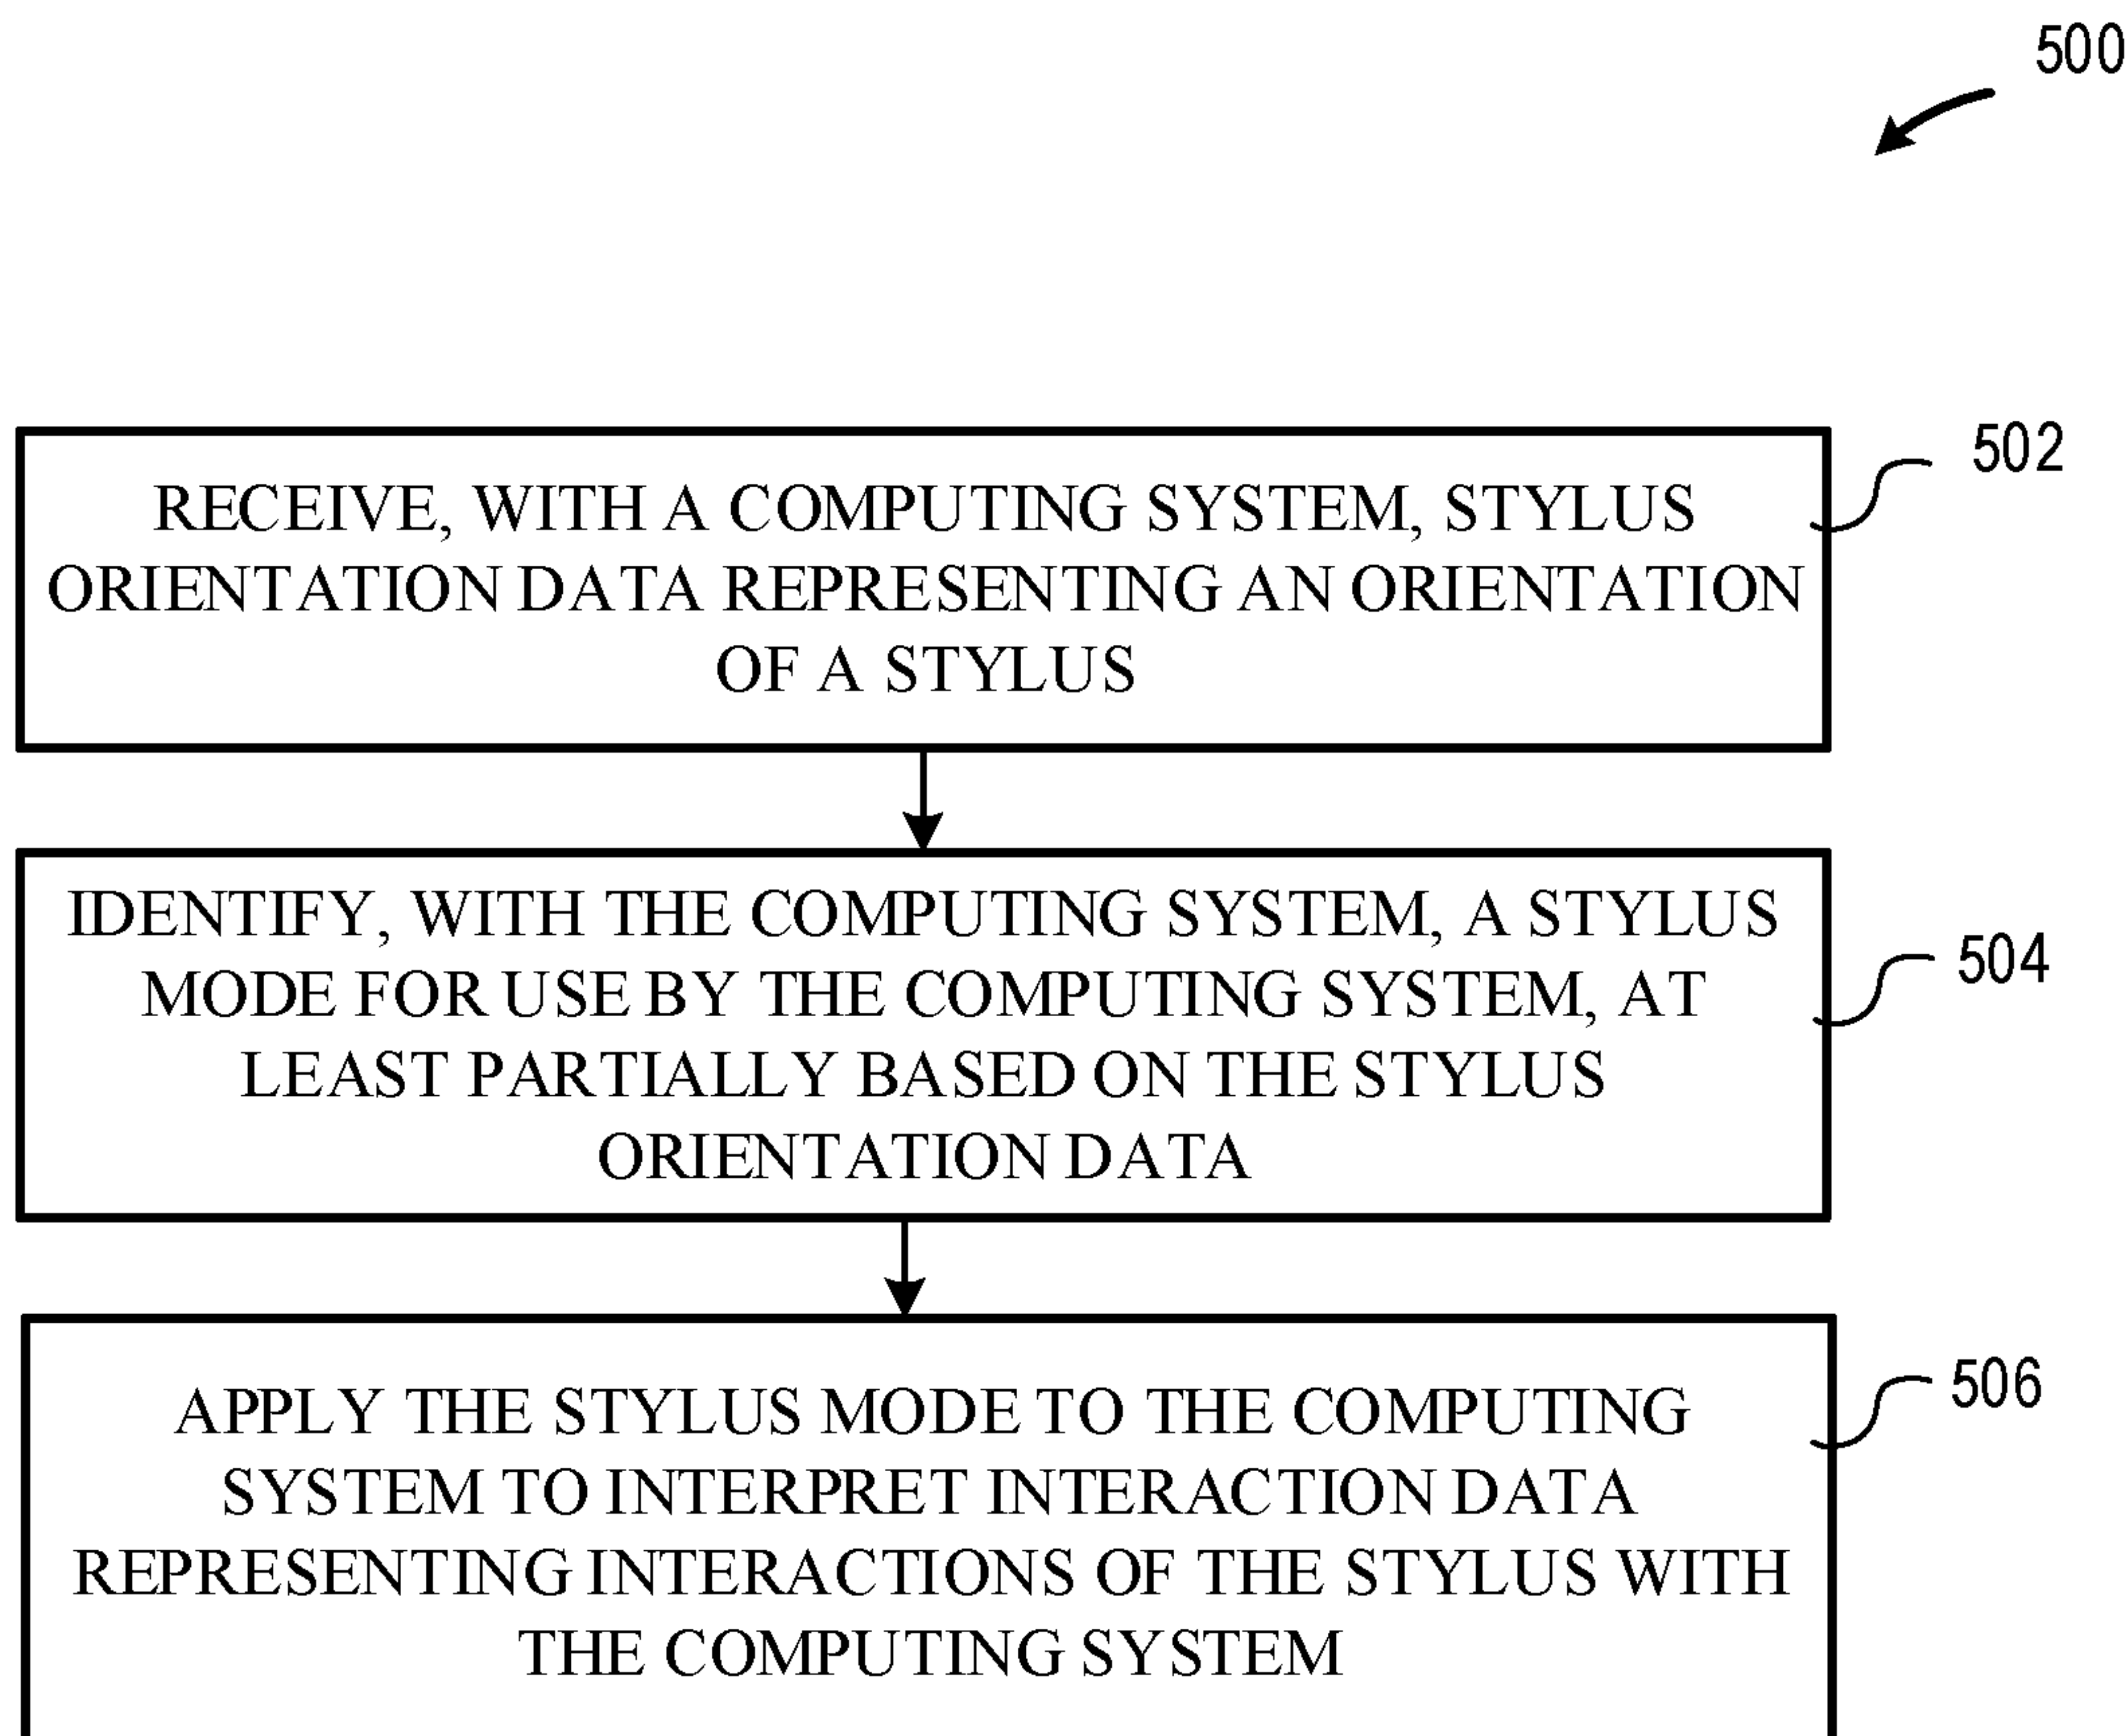 500
502
RECEIVE, WITH A COMPUTING SYSTEM, STYLUS
ORIENTATION DATA REPRESENTING AN ORIENTATION
OF A STYLUS
504
IDENTIFY, WITH THE COMPUTING SYSTEM, A STYLUS
MODE FOR USE BY THE COMPUTING SYSTEM, AT
LEAST PARTIALLY BASED ON THE STYLUS
ORIENTATION DATA
506
APPLY THE STYLUS MODE TO THE COMPUTING
SYSTEM TO INTERPRET INTERACTION DATA
REPRESENTING INTERACTIONS OF THE STYLUS WITH
THE COMPUTING SYSTEM